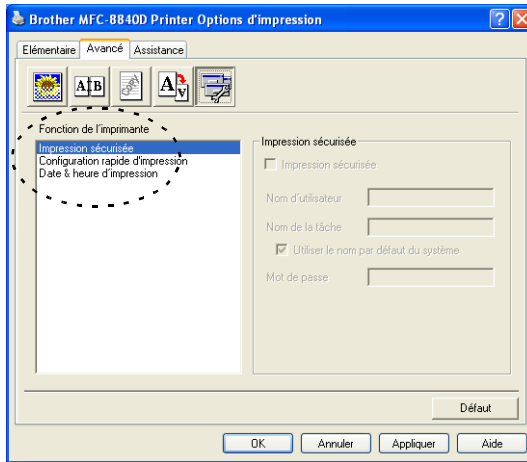 Brother MFC-8840D Printer Options d'impression
Elémentaire Avancé Assistance
A B
Copy
A A
Fonction de l'imprimante
Impression sécurisée
Configuration rapide d'impression
Date & heure d'impression
Impression sécurisée
Impression sécurisée
Nom d'utilisateur
Nom de la tâche
Utiliser le nom par défaut du système
Mot de passe
Défaut
OK Annuler Appliquer Aide